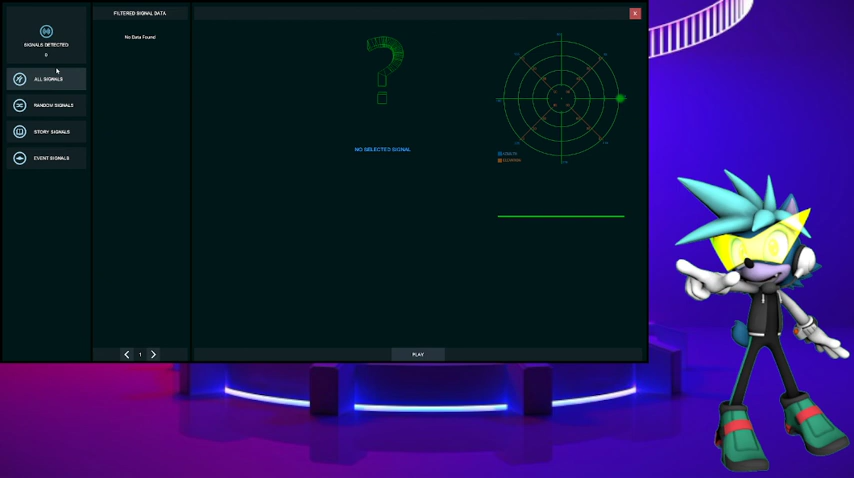 SIGNALS DETECTED
0
ALL SIGNALS
RANDOM SIGNALS
STORY SIGNALS
EVENT SIGNALS
FILTERED SIGNAL DATA
No Data Found
1
X
NO SELECTED SIGNAL
PLAY